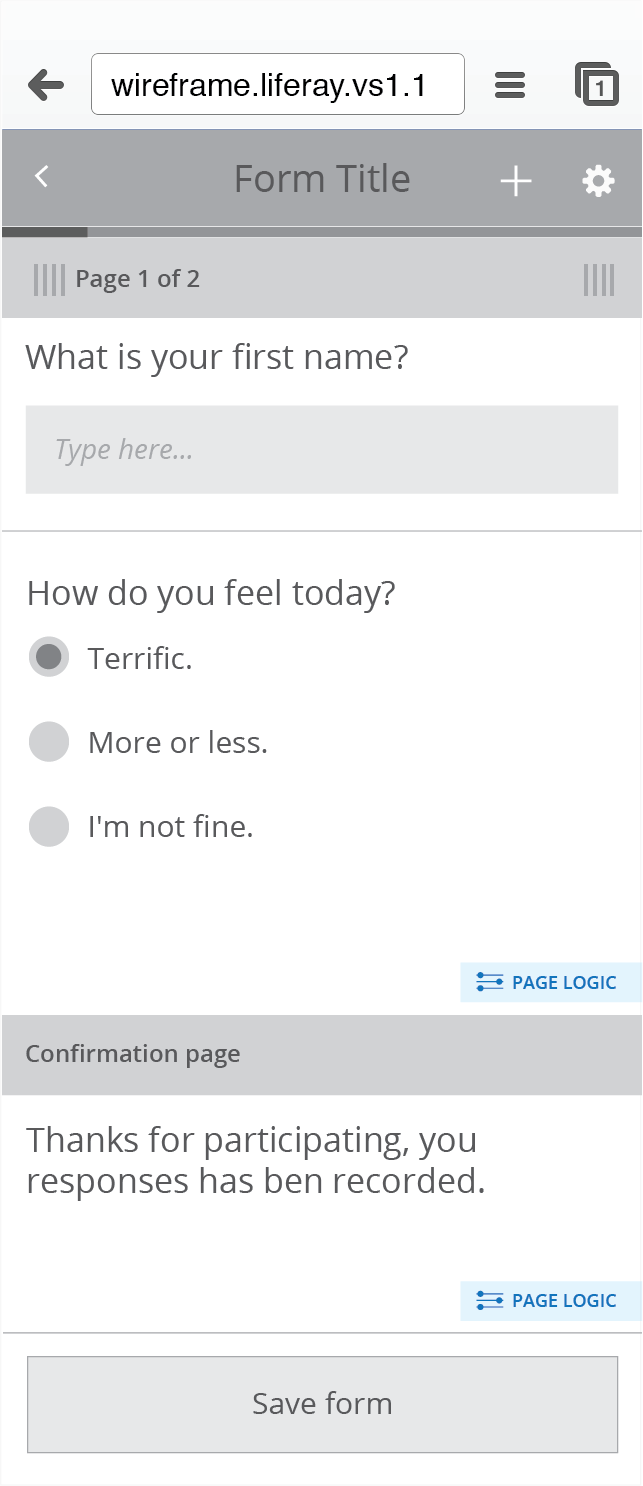 wireframe.liferay.vs1.1
1
Form Title
Page 1 of 2
What is your first name?
Type here...
How do you feel today?
Terrific.
More or less.
I'm not fine.
PAGE LOGIC
Confirmation page
Thanks for participating, you
responses has ben recorded.
PAGE LOGIC
Save form